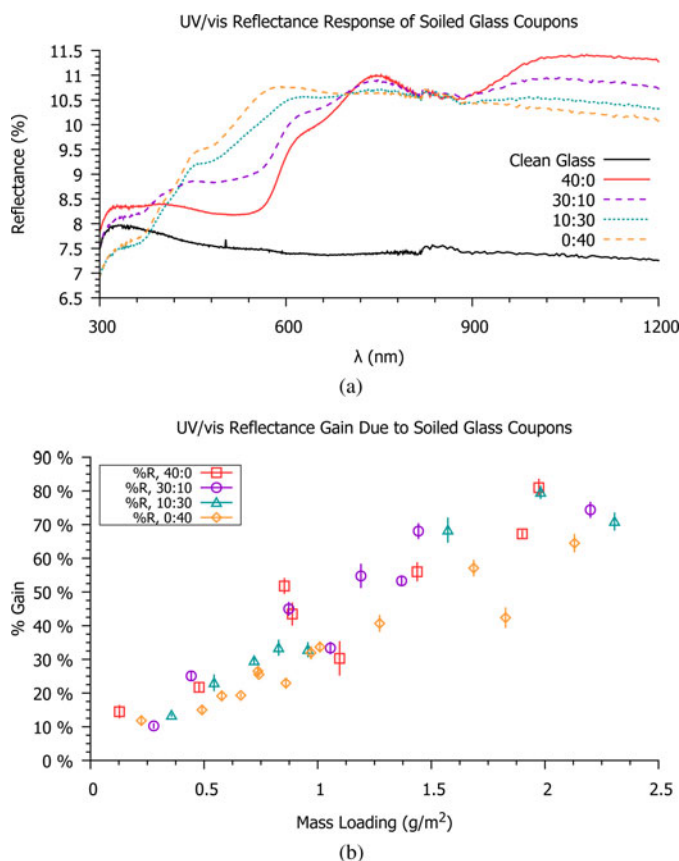 UV/vis Reflectance Response of Soiled Glass Coupons
11.5
11
10.5
10
9.5
9
8.5
8
7.5
7
6.5
Reflectance (%)
Clean Glass
40:0
30:10
10:30
0:40
300 600 900 1200
λ (nm)
(a)
UV/vis Reflectance Gain Due to Soiled Glass Coupons
90 %
80 %
70 %
60 %
50 %
40 %
30 %
20 %
10 %
0 %
% Gain
%R, 40:0
%R, 30:10
%R, 10:30
%R, 0:40
0 0.5 1 1.5 2 2.5
Mass Loading (g/m²)
(b)